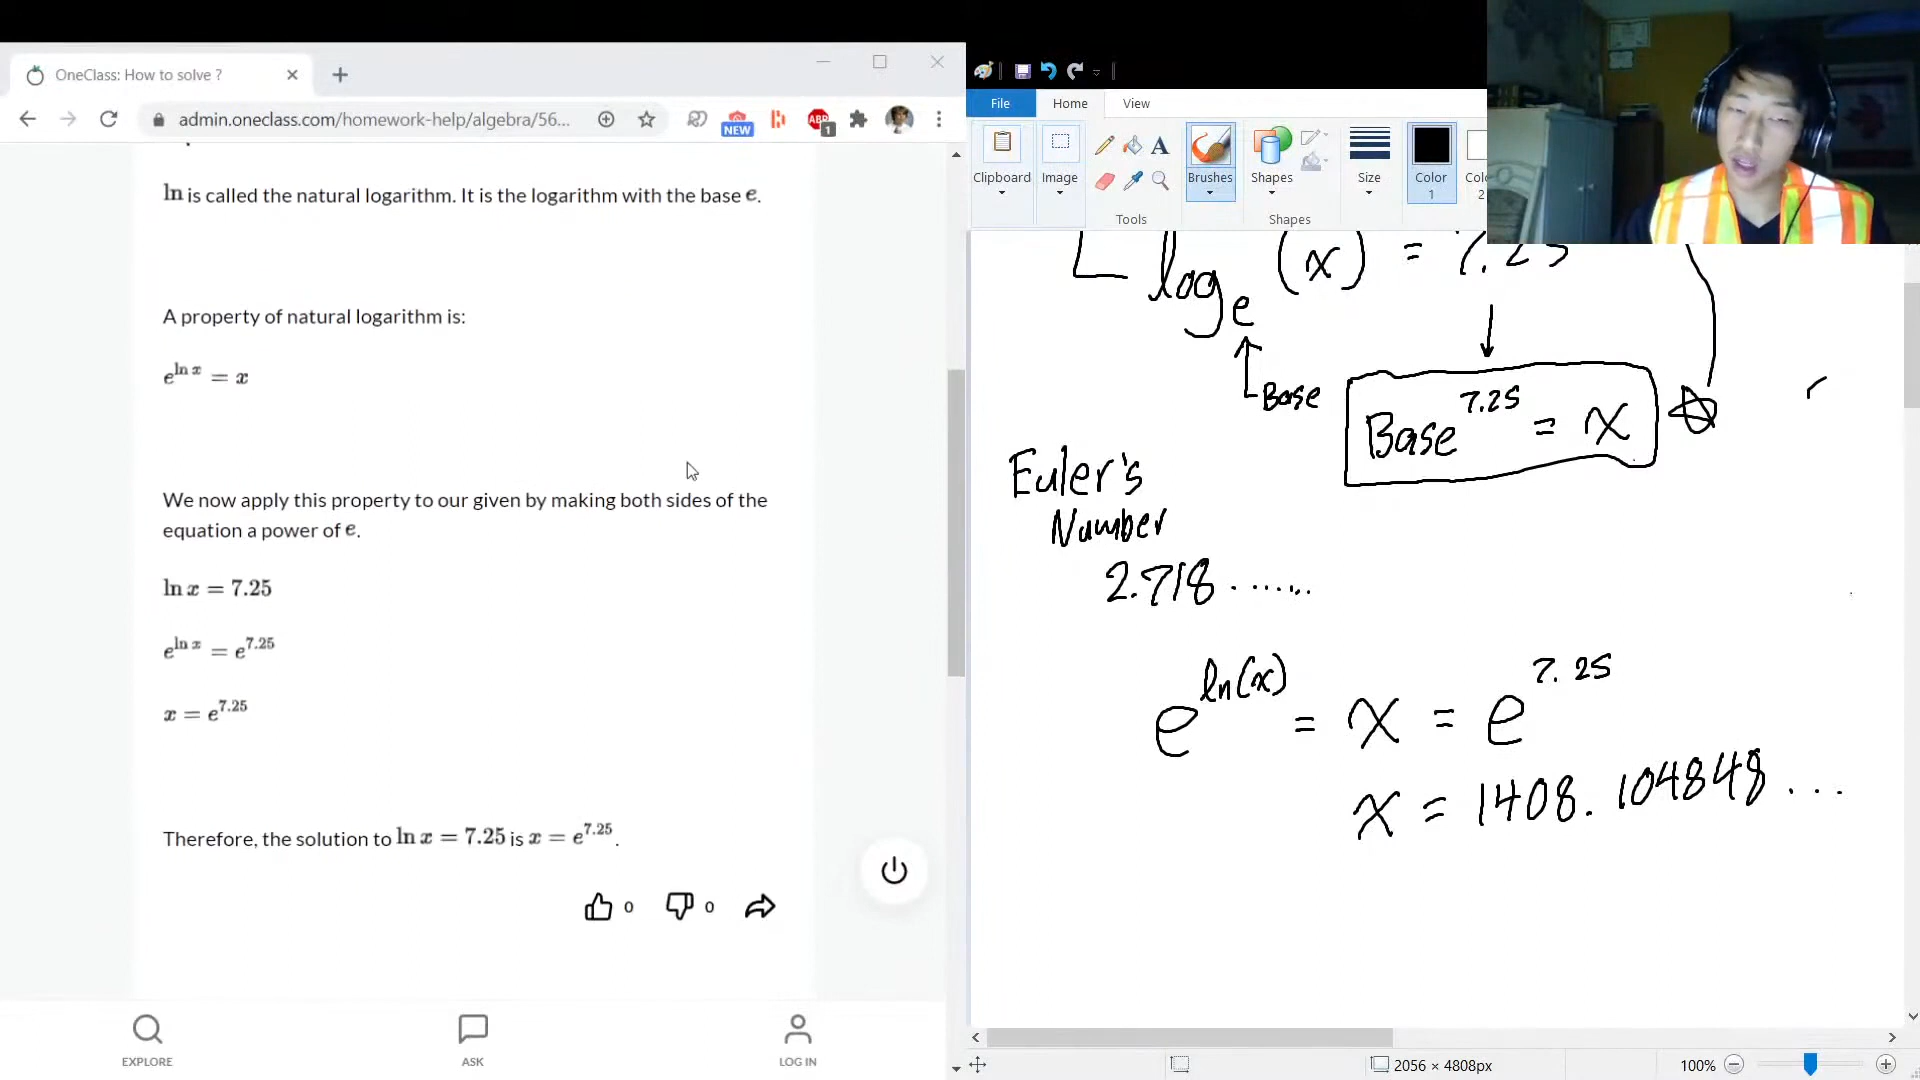 OneClass: How to solve ?
admin.oneclass.com/homework-help/algebra/56...
NEW
ABP
1
ln is called the natural logarithm. It is the logarithm with the base e.
A property of natural logarithm is:
e^{ln x} = x
We now apply this property to our given by making both sides of the
equation a power of e.
ln x = 7.25
e^{ln x} = e^{7.25}
x = e^{7.25}
Therefore, the solution to ln x = 7.25 is x = e^{7.25}.
0
0
EXPLORE
ASK
LOG IN
File Home View
Clipboard Image Brushes Shapes Size Color
1
2
Tools
Shapes
log_e (x) = 7.25
Base
Base^{7.25} = x
Euler's
Number
2.718......
e^{ln(x)} = x = e^{7.25}
x = 1408.104848...
2056 × 4808px
100%